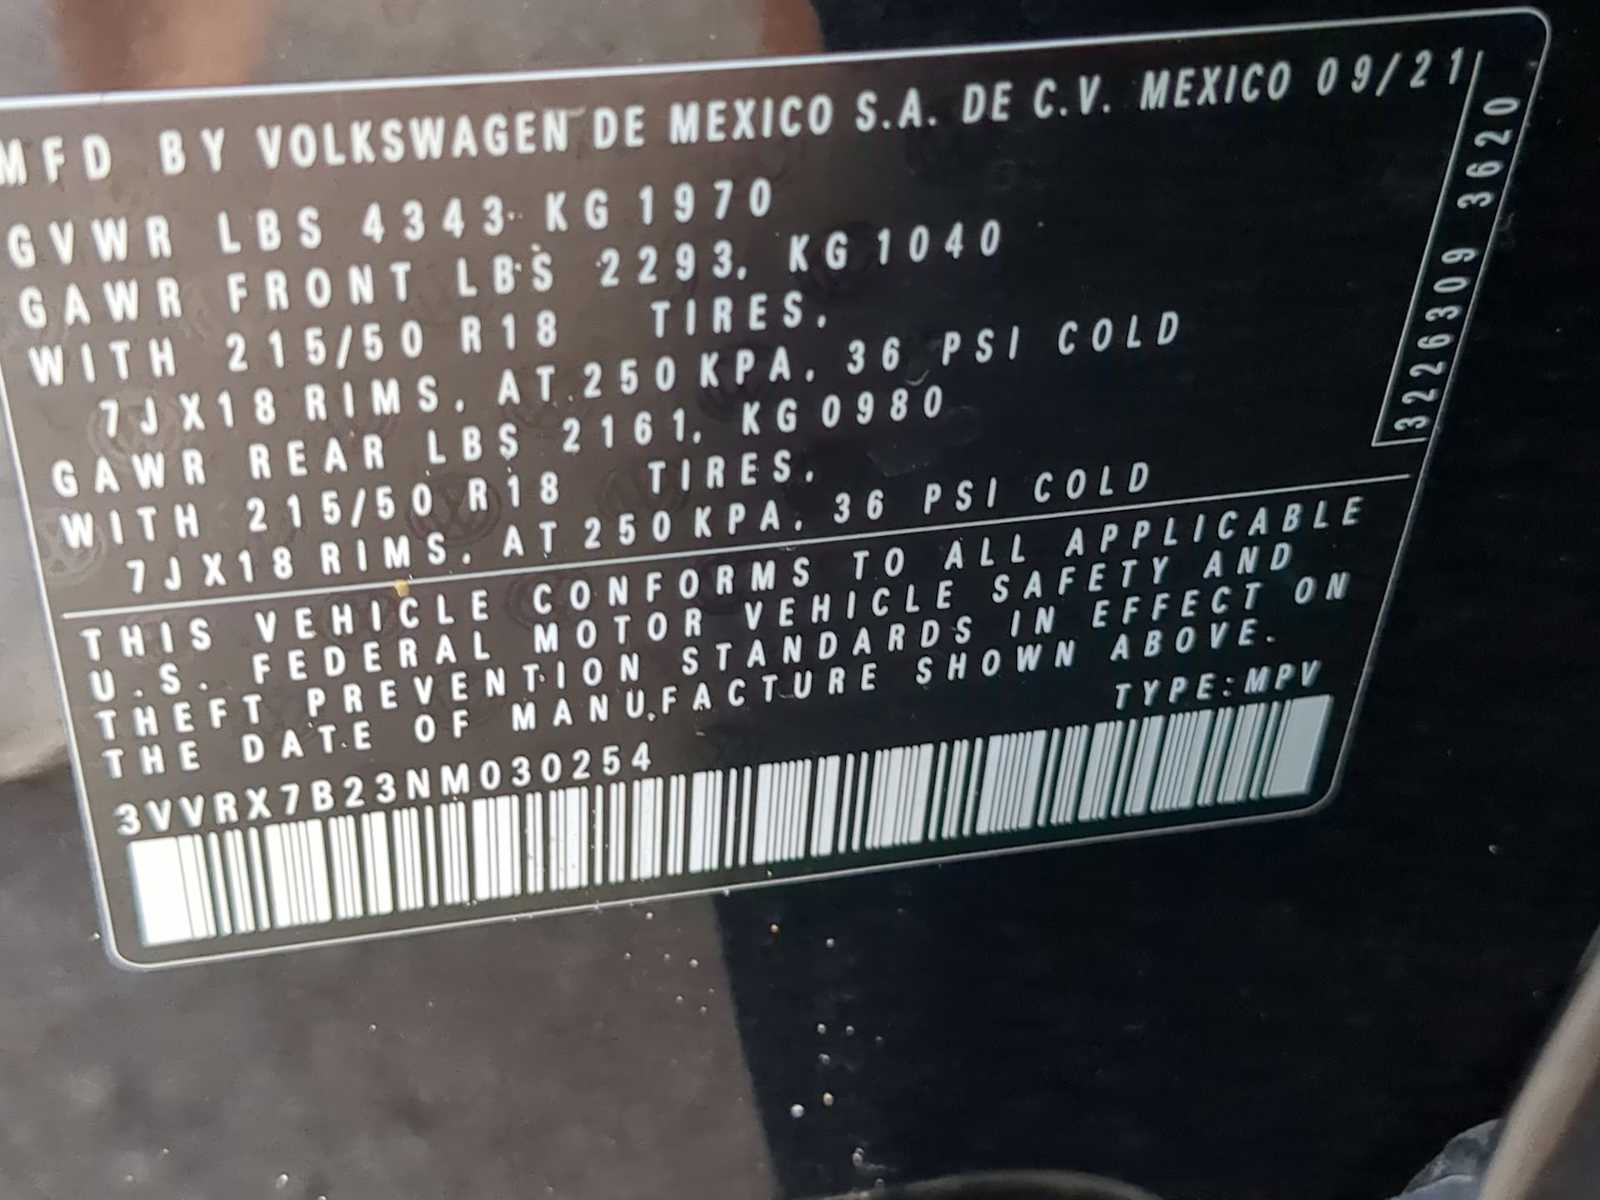 MFD BY VOLKSWAGEN DE MEXICO S.A. DE C.V. MEXICO 09/21
GVWR LBS 4343 KG 1970
GAWR FRONT LBS 2293, KG 1040
WITH 215/50 R18 TIRES,
7JX18 RIMS, AT 250 KPA, 36 PSI COLD
GAWR REAR LBS 2161, KG 0980
WITH 215/50 R18 TIRES,
7JX18 RIMS, AT 250 KPA, 36 PSI COLD
3226309 3620
THIS VEHICLE CONFORMS TO ALL APPLICABLE
U.S. FEDERAL MOTOR VEHICLE SAFETY AND
THEFT PREVENTION STANDARDS IN EFFECT ON
THE DATE OF MANUFACTURE SHOWN ABOVE.
TYPE:MPV
3VVRX7B23NM030254